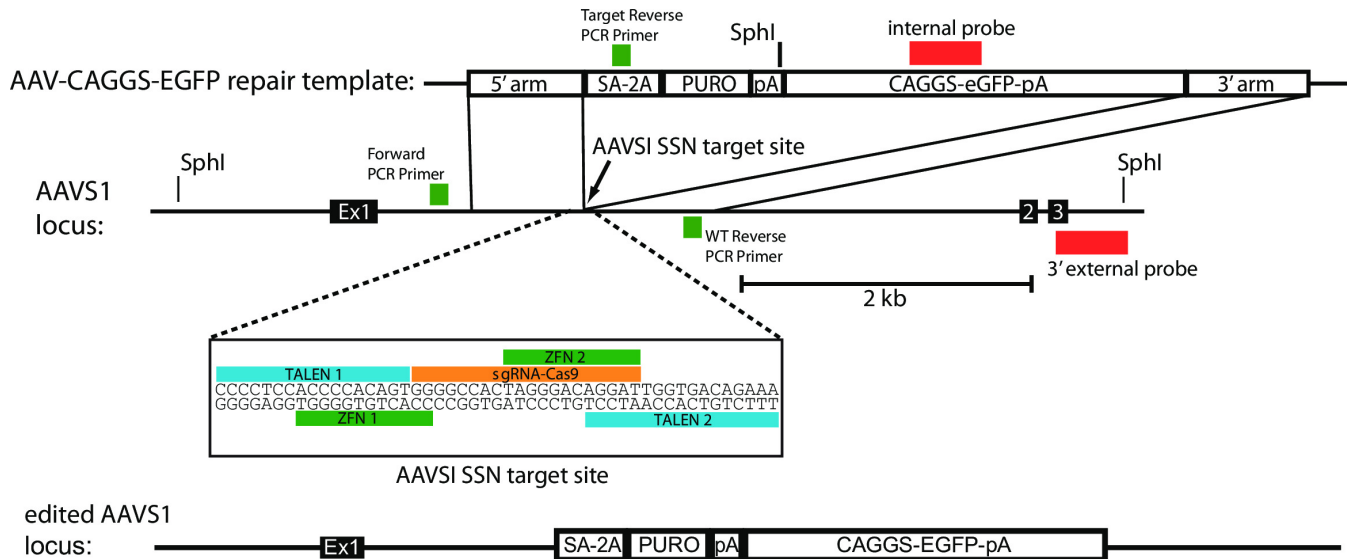 Target Reverse
PCR Primer
SphI
internal probe
AAV-CAGGS-EGFP repair template:
5' arm
SA-2A
PURO
pA
CAGGS-eGFP-pA
3' arm
AAVSI SSN target site
Forward
PCR Primer
SphI
SphI
AAVS1
locus:
Ex1
2
3
WT Reverse
PCR Primer
3' external probe
2 kb
ZFN 2
TALEN 1
sgRNA-Cas9
CCCCTCCACCCCACAGTGGGGCCACTAGGGACAGGATTGGTGACAGAAA
GGGGAGGTGGGGTGTCACCCCGGTGATCCCTGTCCTAACCACTGTCTTT
ZFN 1
TALEN 2
AAVSI SSN target site
edited AAVS1
locus:
Ex1
SA-2A
PURO
pA
CAGGS-EGFP-pA